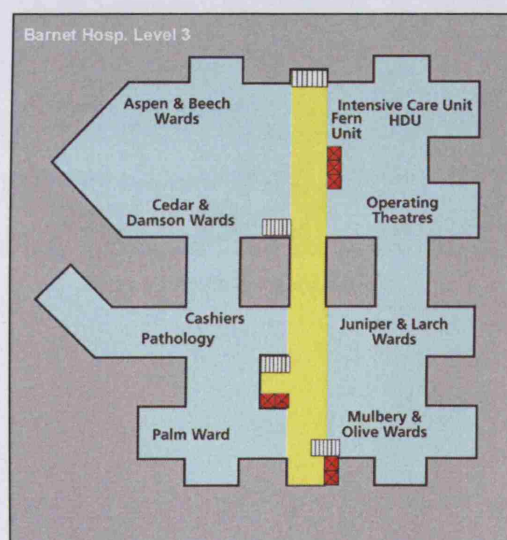 Barnet Hosp. Level 3
Aspen & Beech
Wards
Intensive Care Unit
HDU
Fern
Unit
Cedar &
Damson Wards
Operating
Theatres
Cashiers
Pathology
Juniper & Larch
Wards
Palm Ward
Mulbery &
Olive Wards